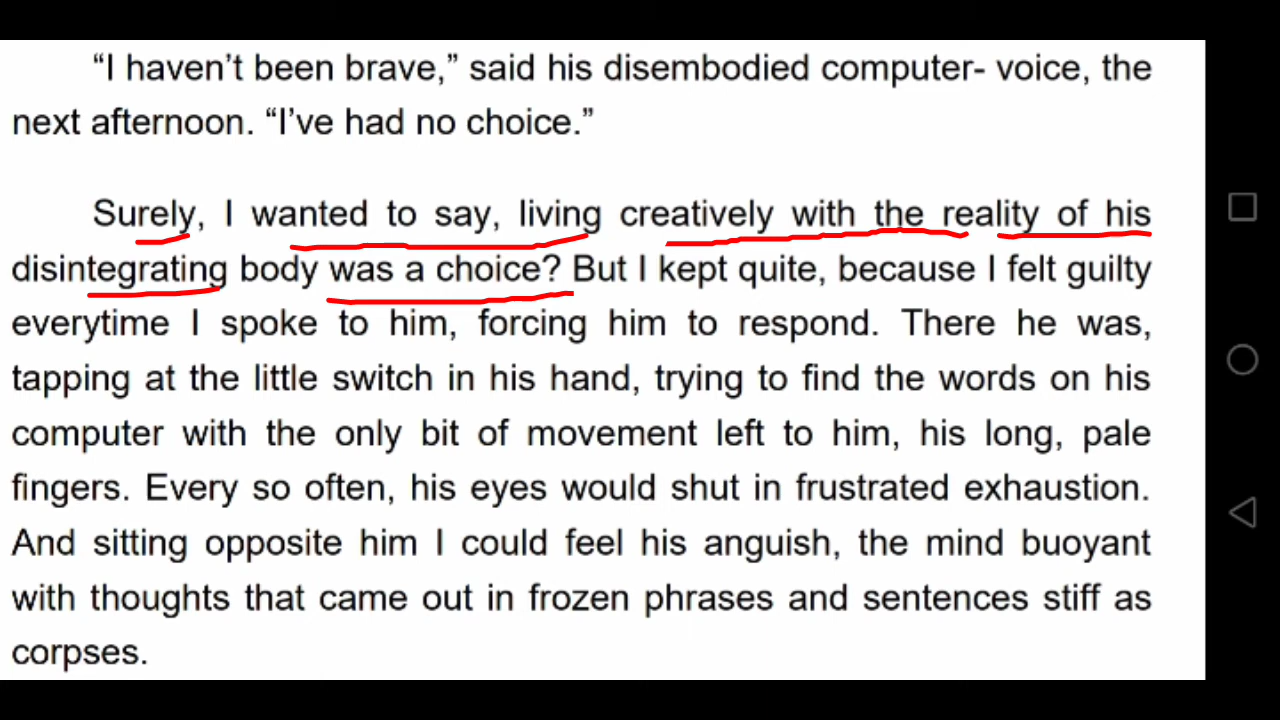 “I haven’t been brave,” said his disembodied computer- voice, the
next afternoon. “I’ve had no choice.”
Surely, I wanted to say, living creatively with the reality of his
disintegrating body was a choice? But I kept quite, because I felt guilty
everytime I spoke to him, forcing him to respond. There he was,
tapping at the little switch in his hand, trying to find the words on his
computer with the only bit of movement left to him, his long, pale
fingers. Every so often, his eyes would shut in frustrated exhaustion.
And sitting opposite him I could feel his anguish, the mind buoyant
with thoughts that came out in frozen phrases and sentences stiff as
corpses.